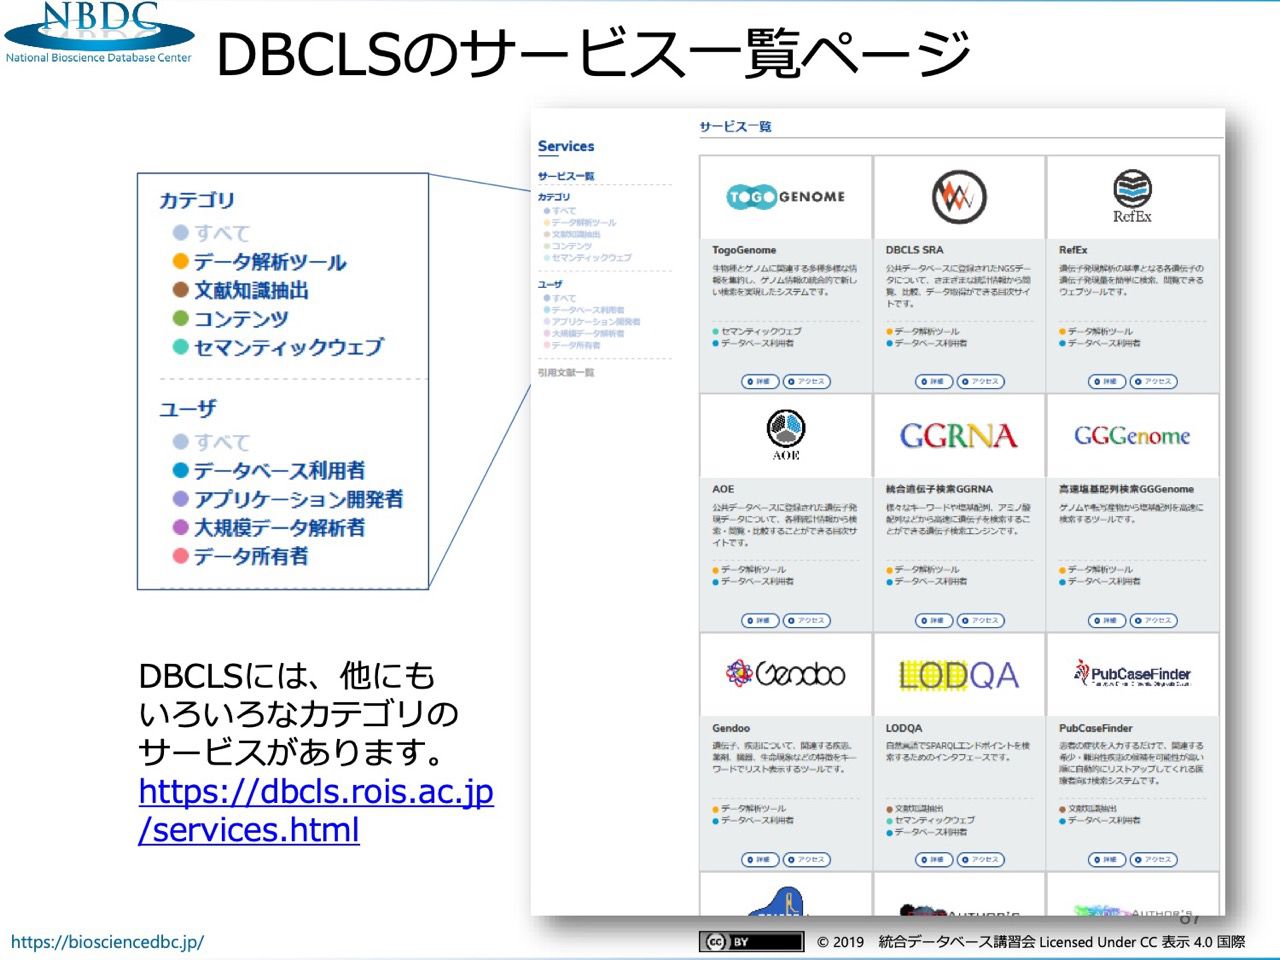 NBDC
National Bioscience Database Center
DBCLSのサービス一覧ページ
カテゴリ
すべて
データ解析ツール
文献知識抽出
コンテンツ
セマンティックウェブ
ユーザ
すべて
データベース利用者
アプリケーション開発者
大規模データ解析者
データ所有者
DBCLSには、他にも
いろいろなカテゴリの
サービスがあります。
https://dbcls.rois.ac.jp
/services.html
Services
サービス一覧
カテゴリ
すべて
データ解析ツール
文献知識抽出
コンテンツ
セマンティックウェブ
ユーザ
すべて
データベース利用者
アプリケーション開発者
大規模データ解析者
データ所有者
引用文献一覧
サービス一覧
TOGO GENOME
TogoGenome
生物種とゲノムに関連する多種多様な情
報を集約し、ゲノム情報の統合的で新し
い検索を実現したシステムです。
セマンティックウェブ
データベース利用者
詳細 アクセス
DBCLS SRA
公共データベースに登録されたNGSデー
タについて、さまざまな統計情報から閲
覧、比較、データ取得ができる目次サイ
トです。
データ解析ツール
データベース利用者
詳細 アクセス
RefEx
RefEx
遺伝子発現解析の基準となる各遺伝子の
遺伝子発現量を簡単に検索、閲覧できる
ウェブツールです。
データ解析ツール
データベース利用者
詳細 アクセス
AOE
AOE
公共データベースに登録された遺伝子発
現データについて、各種統計情報から検
索・閲覧・比較することができる目次サ
イトです。
データ解析ツール
データベース利用者
詳細 アクセス
GGRNA
統合遺伝子検索GGRNA
様々なキーワードや塩基配列、アミノ酸
配列などから高速に遺伝子を検索するこ
とができる遺伝子検索エンジンです。
データ解析ツール
データベース利用者
詳細 アクセス
GGGenome
高速塩基配列検索GGGenome
ゲノムや転写産物から塩基配列を高速に
検索するツールです。
データ解析ツール
データベース利用者
詳細 アクセス
Gendoo
Gendoo
遺伝子、疾患について、関連する疾患、
薬剤、臓器、生命現象などの特徴をキー
ワードでリスト表示するツールです。
データ解析ツール
データベース利用者
詳細 アクセス
LODQA
LODQA
自然言語でSPARQLエンドポイントを検
索するためのインタフェースです。
文献知識抽出
セマンティックウェブ
データベース利用者
詳細 アクセス
PubCaseFinder
PubCaseFinder
患者の症状を入力するだけで、関連する
希少・難治性疾患の候補を可能性が高い
順に自動的にリストアップしてくれる医
療者向け検索システムです。
文献知識抽出
データベース利用者
詳細 アクセス
67
https://biosciencedbc.jp/
CC BY
© 2019 統合データベース講習会 Licensed Under CC 表示 4.0 国際